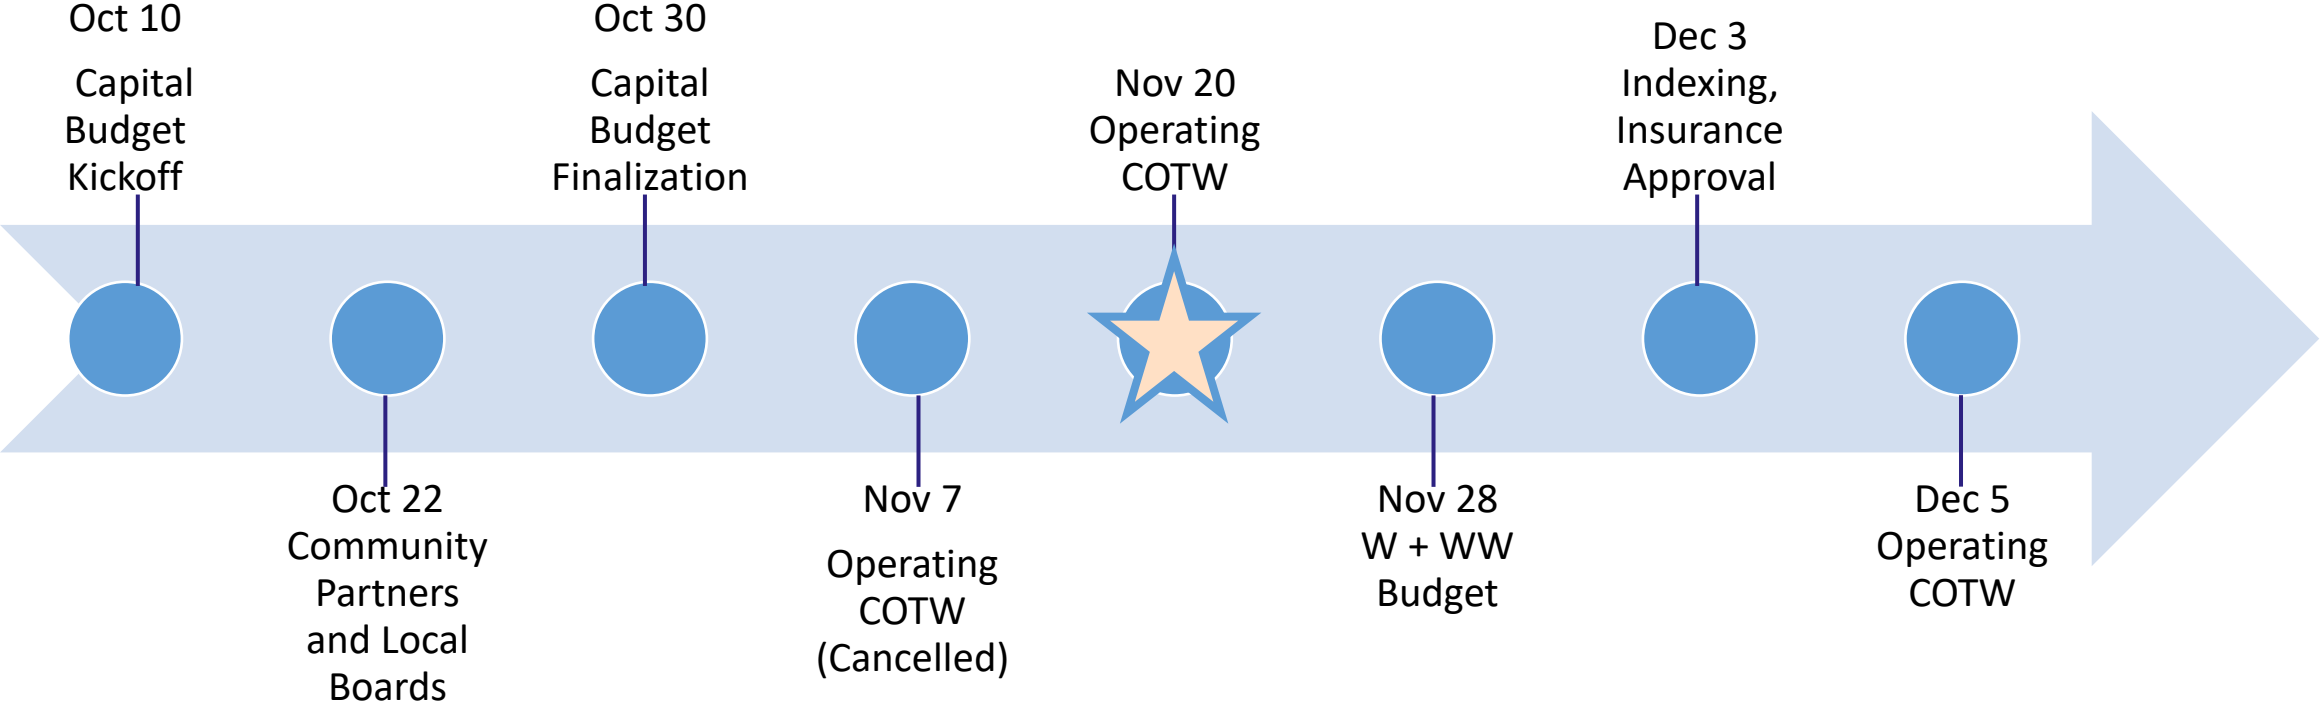 Oct 10
Capital
Budget
Kickoff
Oct 22
Community
Partners
and Local
Boards
Oct 30
Capital
Budget
Finalization
Nov 7
Operating
COTW
(Cancelled)
Nov 20
Operating
COTW
Nov 28
W + WW
Budget
Dec 3
Indexing,
Insurance
Approval
Dec 5
Operating
COTW